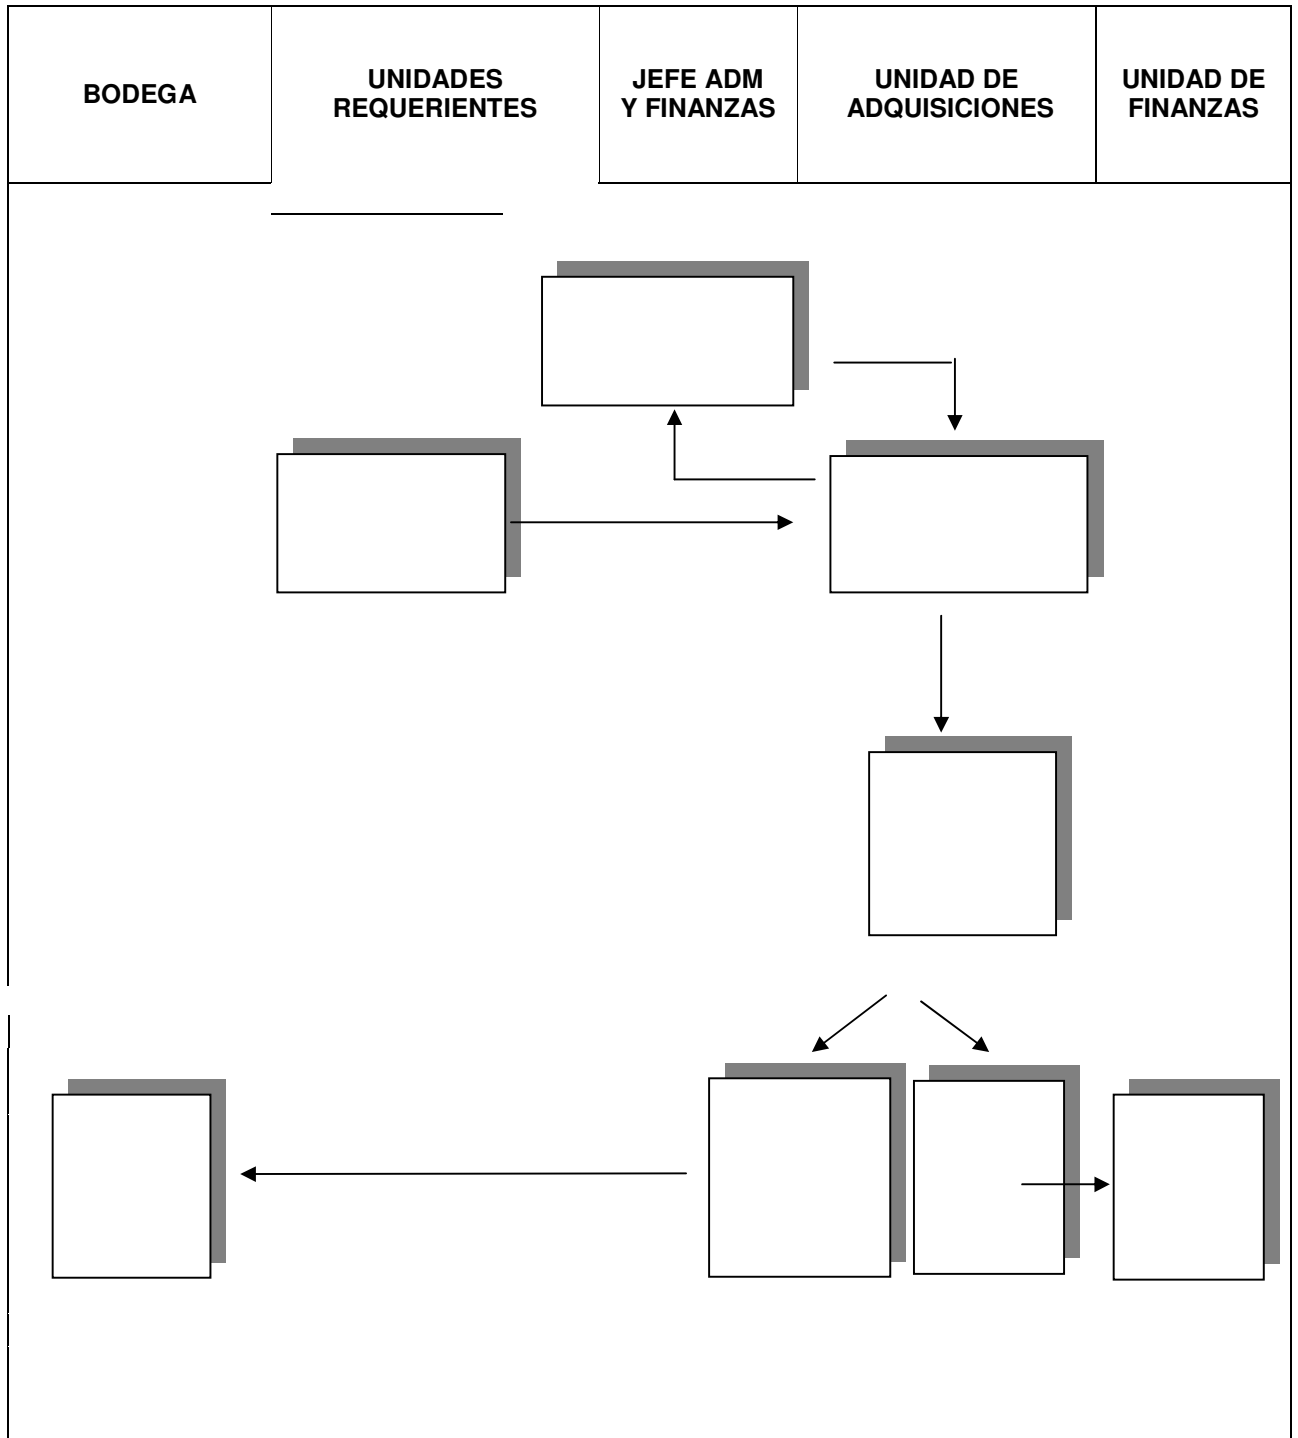 BODEGA
UNIDADES
REQUERIENTES
JEFE ADM
Y FINANZAS
UNIDAD DE
ADQUISICIONES
UNIDAD DE
FINANZAS